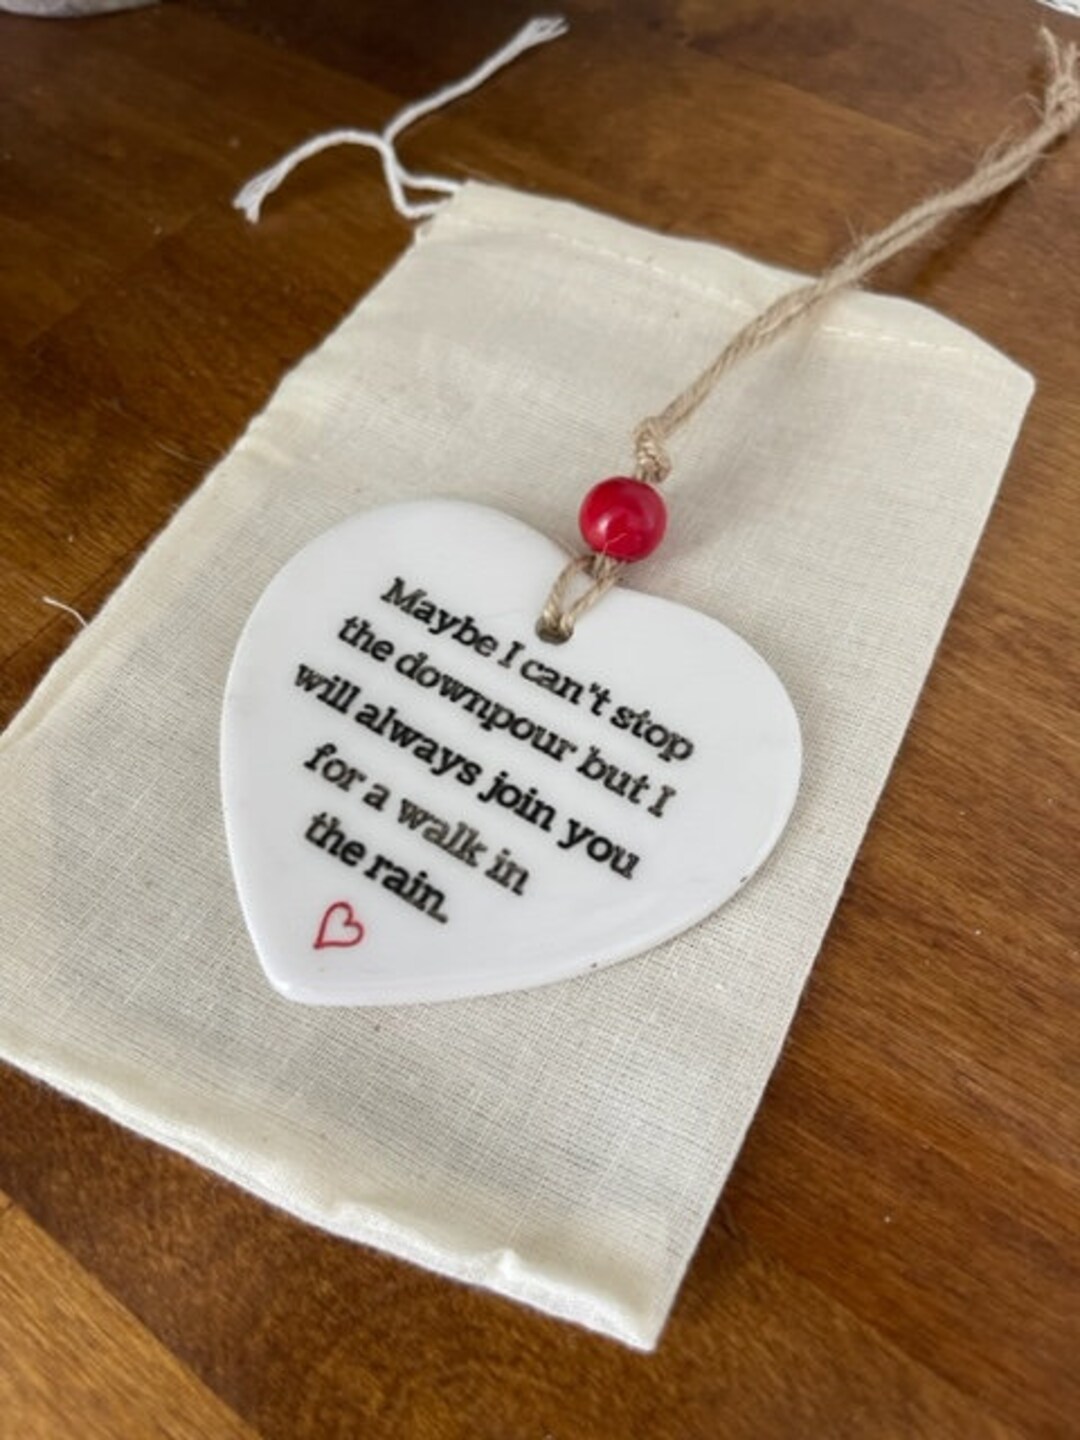 Maybe I can't stop
the downpour but I
will always join you
for a walk in
the rain.